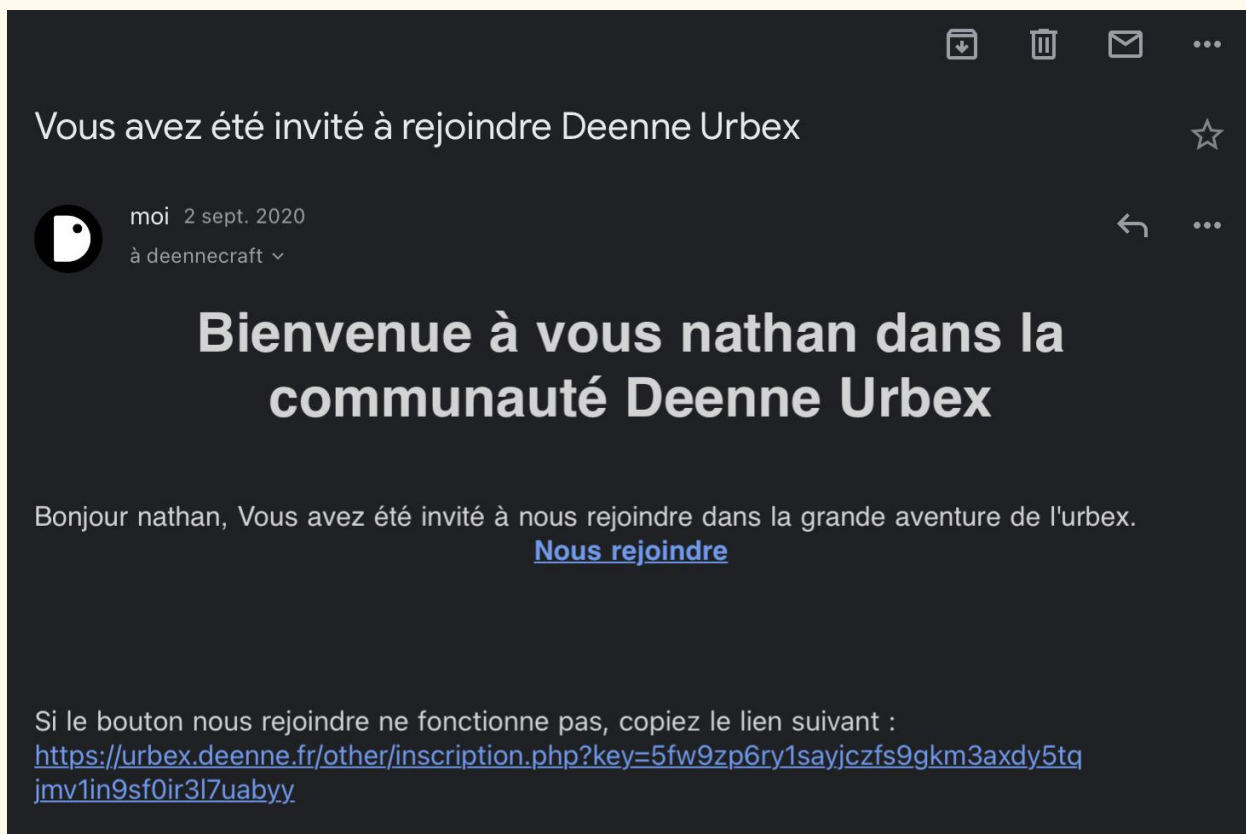 Vous avez été invité à rejoindre Deenne Urbex
moi 2 sept. 2020
à deennecraft
Bienvenue à vous nathan dans la
communauté Deenne Urbex
Bonjour nathan, Vous avez été invité à nous rejoindre dans la grande aventure de l'urbex.
Nous rejoindre
Si le bouton nous rejoindre ne fonctionne pas, copiez le lien suivant :
https://urbex.deenne.fr/other/inscription.php?key=5fw9zp6ry1sayjczfs9gkm3axdy5tq
jmv1in9sf0ir3l7uabyy